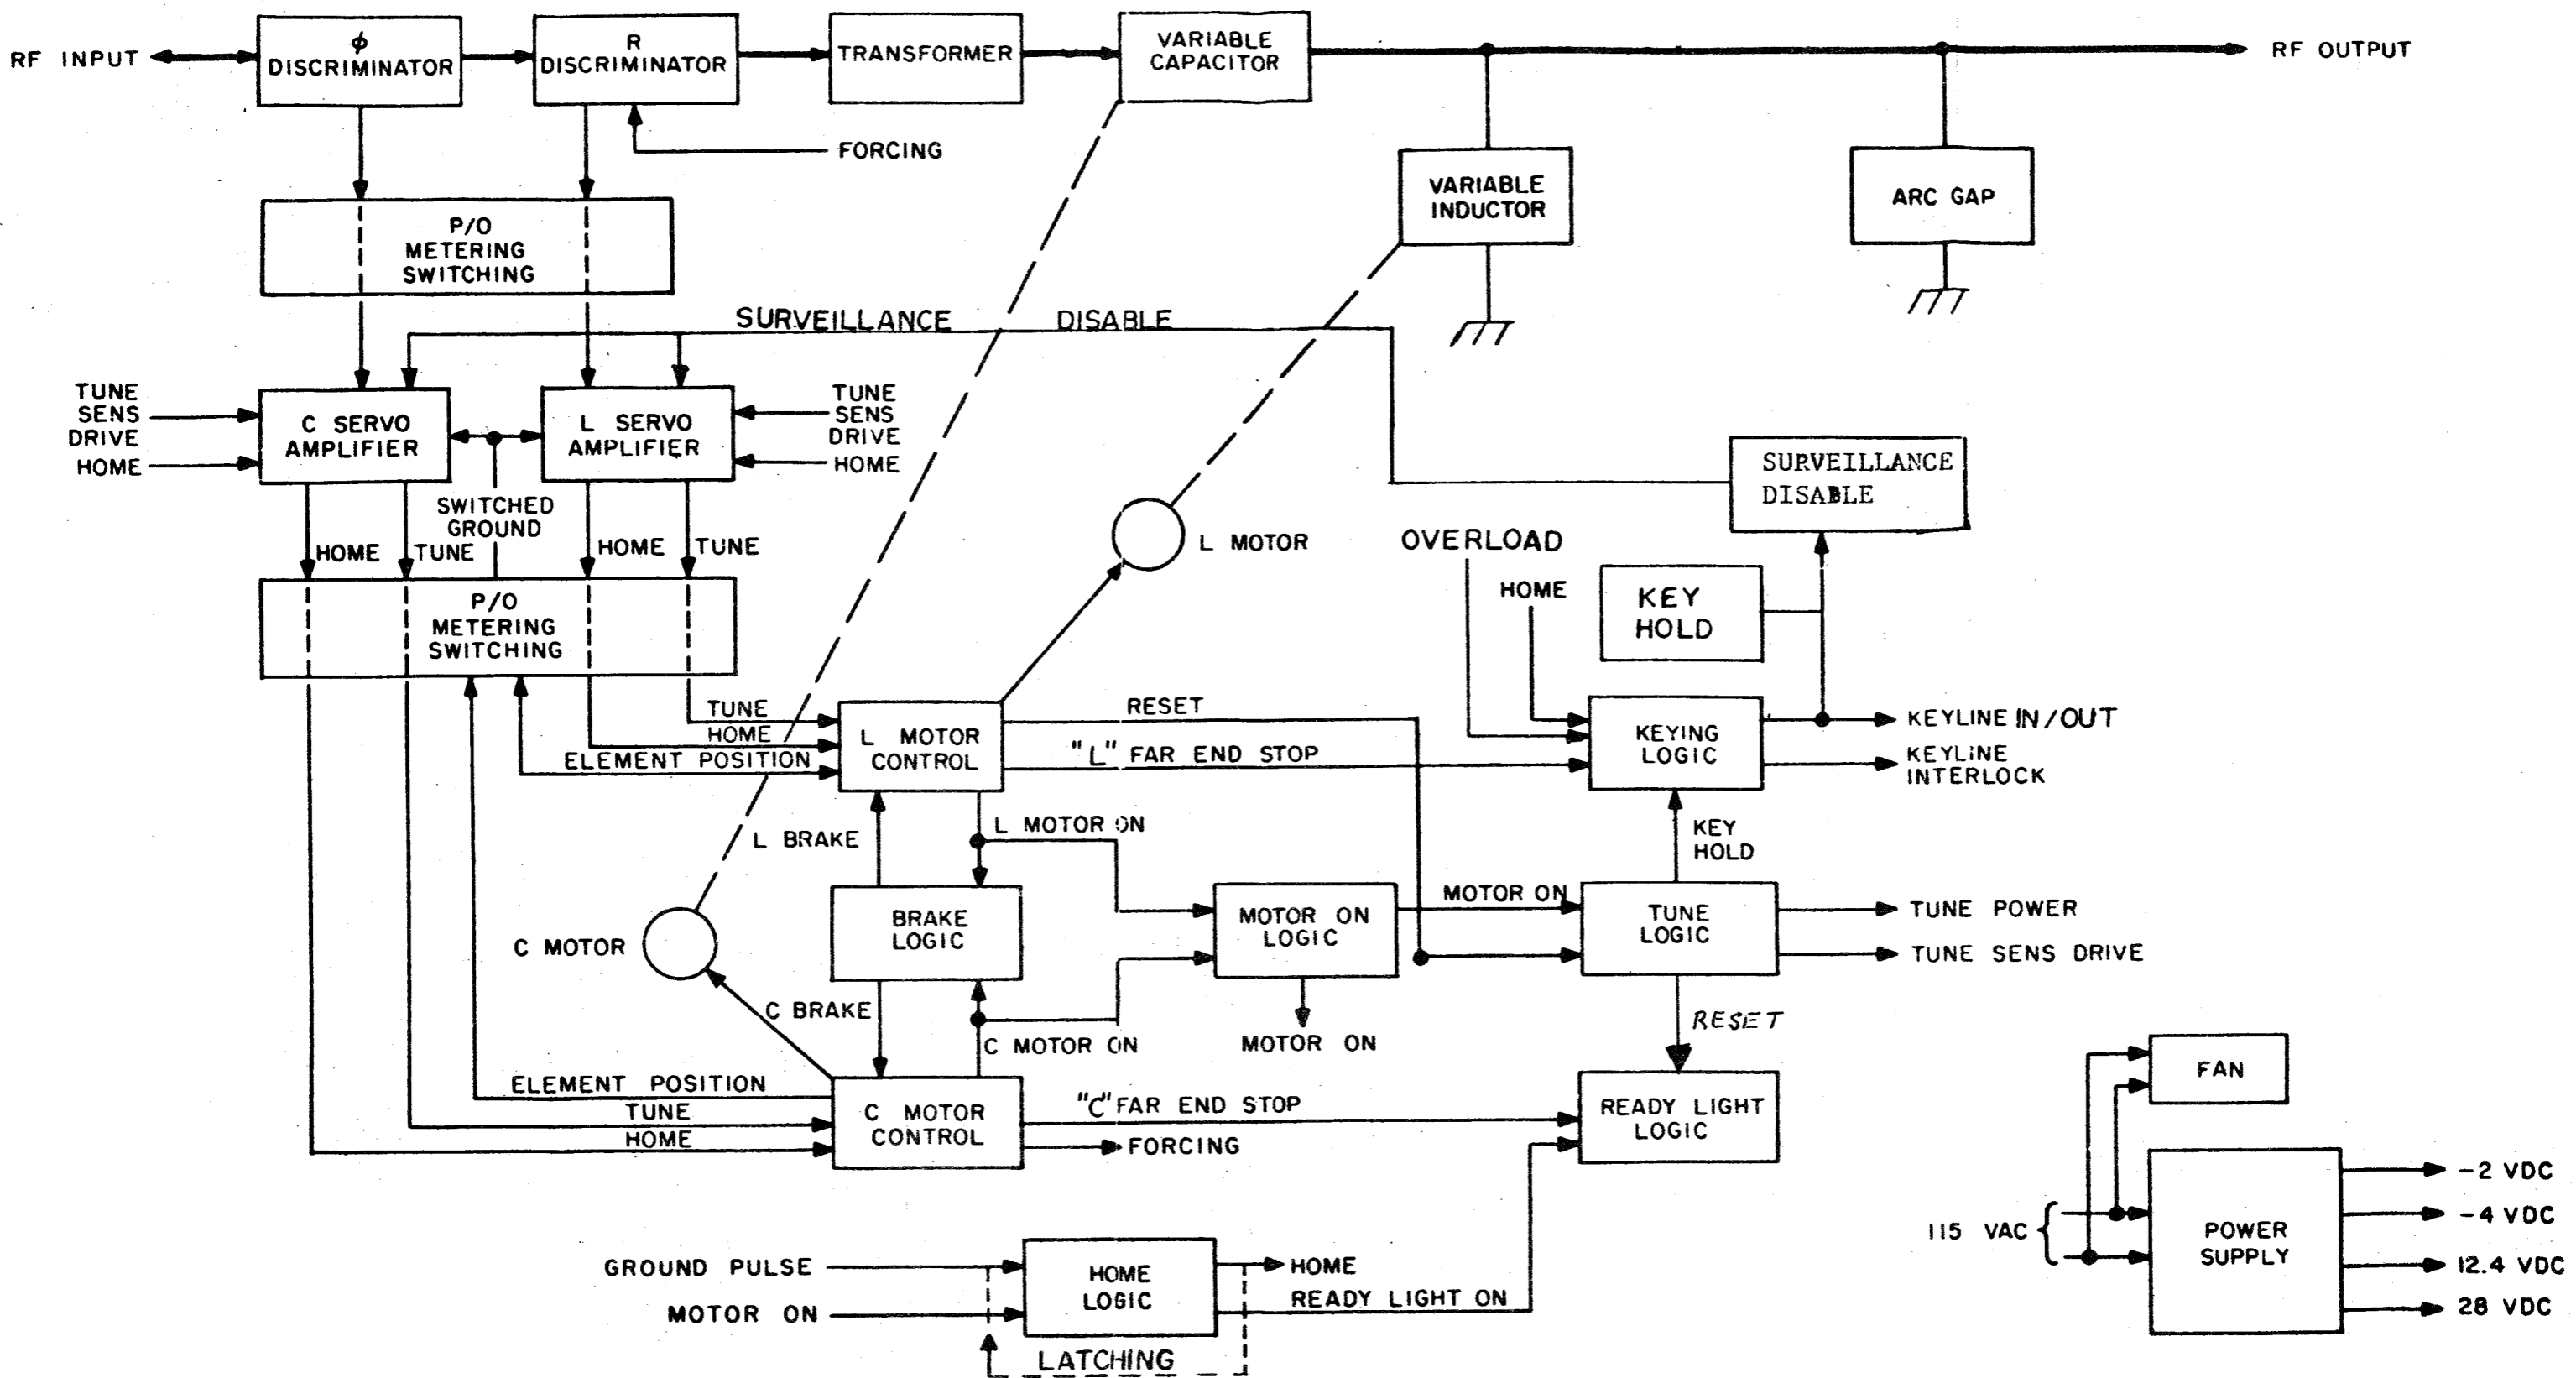 RF INPUT
ϕ
DISCRIMINATOR
R
DISCRIMINATOR
TRANSFORMER
VARIABLE
CAPACITOR
RF OUTPUT
FORCING
VARIABLE
INDUCTOR
ARC GAP
P/O
METERING
SWITCHING
SURVEILLANCE DISABLE
TUNE
SENS
DRIVE
HOME
C SERVO
AMPLIFIER
L SERVO
AMPLIFIER
TUNE
SENS
DRIVE
HOME
SWITCHED
GROUND
HOME
TUNE
HOME
TUNE
SURVEILLANCE
DISABLE
L MOTOR
OVERLOAD
HOME
KEY
HOLD
P/O
METERING
SWITCHING
TUNE
HOME
ELEMENT POSITION
L MOTOR
CONTROL
RESET
"L" FAR END STOP
KEYING
LOGIC
KEYLINE IN/OUT
KEYLINE
INTERLOCK
L BRAKE
L MOTOR ON
KEY
HOLD
C MOTOR
BRAKE
LOGIC
MOTOR ON
LOGIC
MOTOR ON
TUNE
LOGIC
TUNE POWER
TUNE SENS DRIVE
C BRAKE
C MOTOR ON
MOTOR ON
RESET
ELEMENT POSITION
TUNE
HOME
C MOTOR
CONTROL
"C" FAR END STOP
FORCING
READY LIGHT
LOGIC
FAN
115 VAC
POWER
SUPPLY
-2 VDC
-4 VDC
12.4 VDC
28 VDC
GROUND PULSE
MOTOR ON
HOME
LOGIC
HOME
READY LIGHT ON
LATCHING